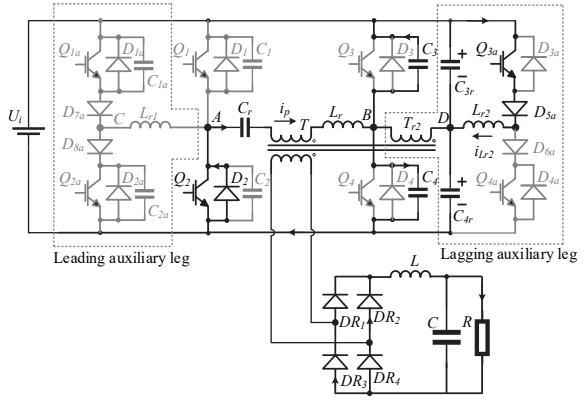 Q1a D1a C1a Q1 D1 C1 Q3 D3 C3 C3r Q3a D3a
Ui D7a C Lr1 A Cr ip T Lr B Tr2 D Lr2 D5a
D8a iLr2 D6a
Q2a D2a C2a Q2 D2 C2 Q4 D4 C4 C4r Q4a D4a
+ −
+ −
Leading auxiliary leg
Lagging auxiliary leg
L
DR1 DR2 C R
DR3 DR4